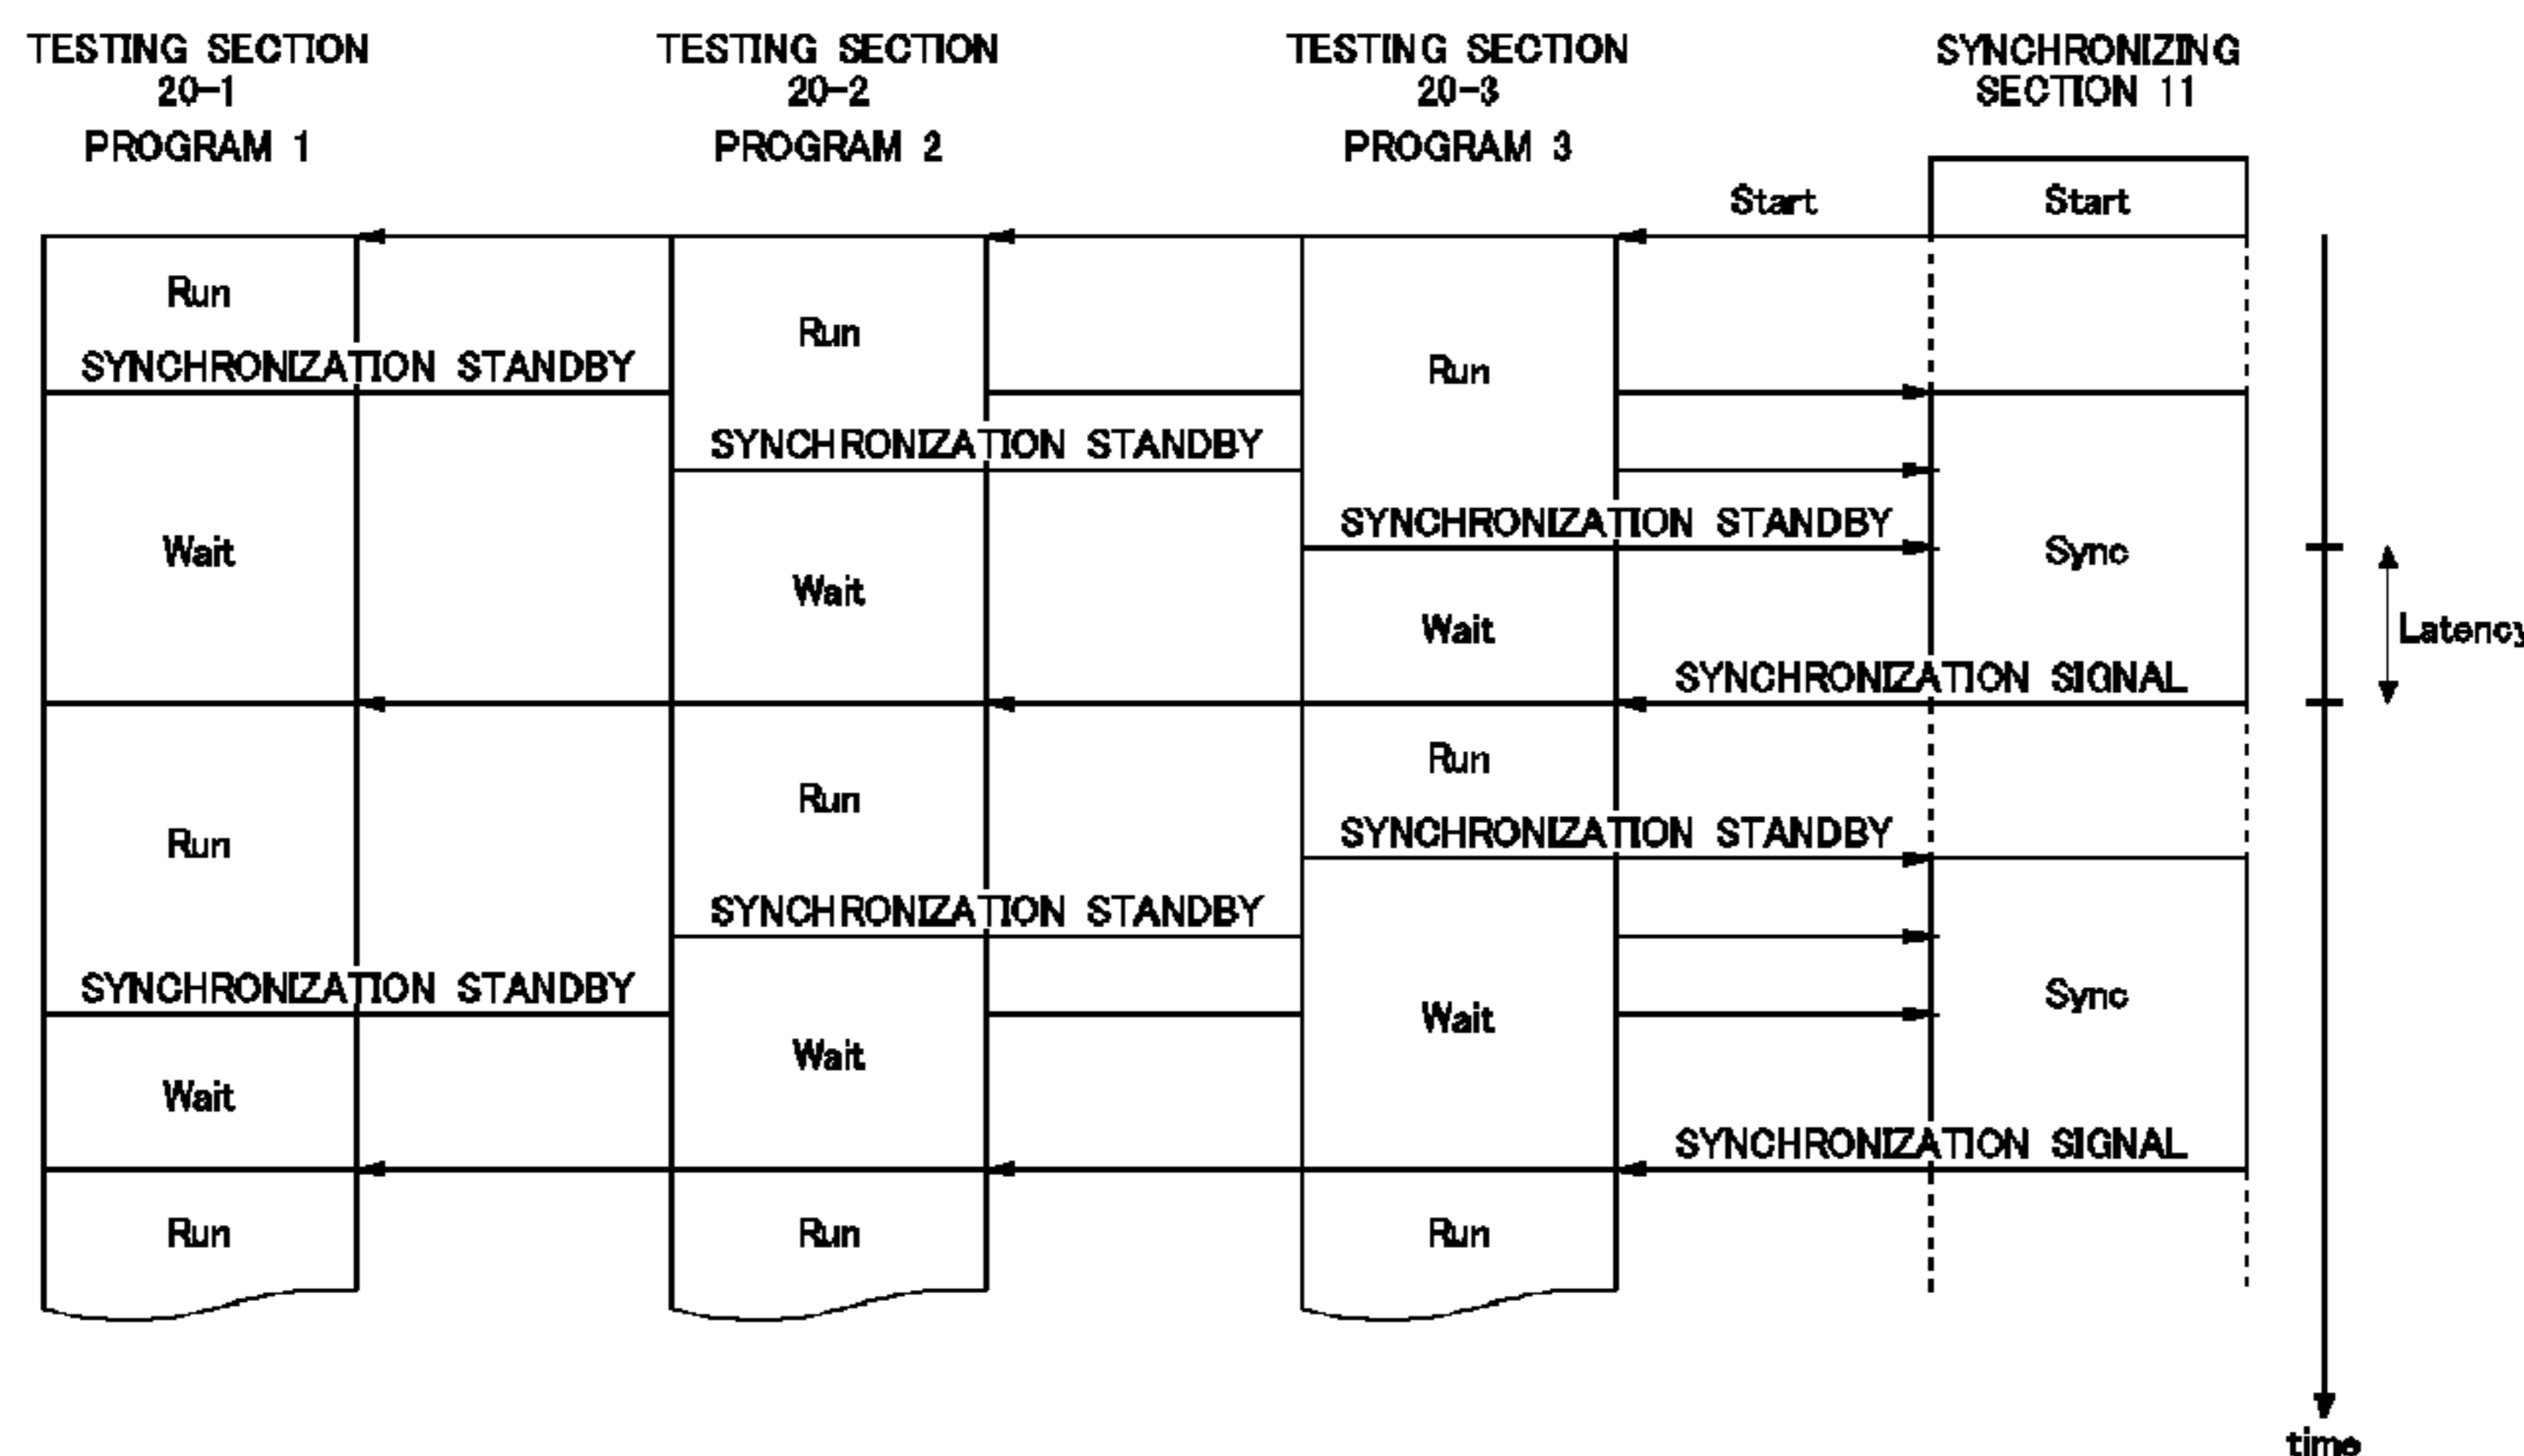 TESTING SECTION
20-1
PROGRAM 1
TESTING SECTION
20-2
PROGRAM 2
TESTING SECTION
20-3
PROGRAM 3
SYNCHRONIZING
SECTION 11
Start
Start
Run
Run
Run
SYNCHRONIZATION STANDBY
SYNCHRONIZATION STANDBY
SYNCHRONIZATION STANDBY
Wait
Wait
Wait
Sync
Latency
SYNCHRONIZATION SIGNAL
Run
Run
Run
SYNCHRONIZATION STANDBY
SYNCHRONIZATION STANDBY
SYNCHRONIZATION STANDBY
Wait
Wait
Wait
Sync
SYNCHRONIZATION SIGNAL
Run
Run
Run
time